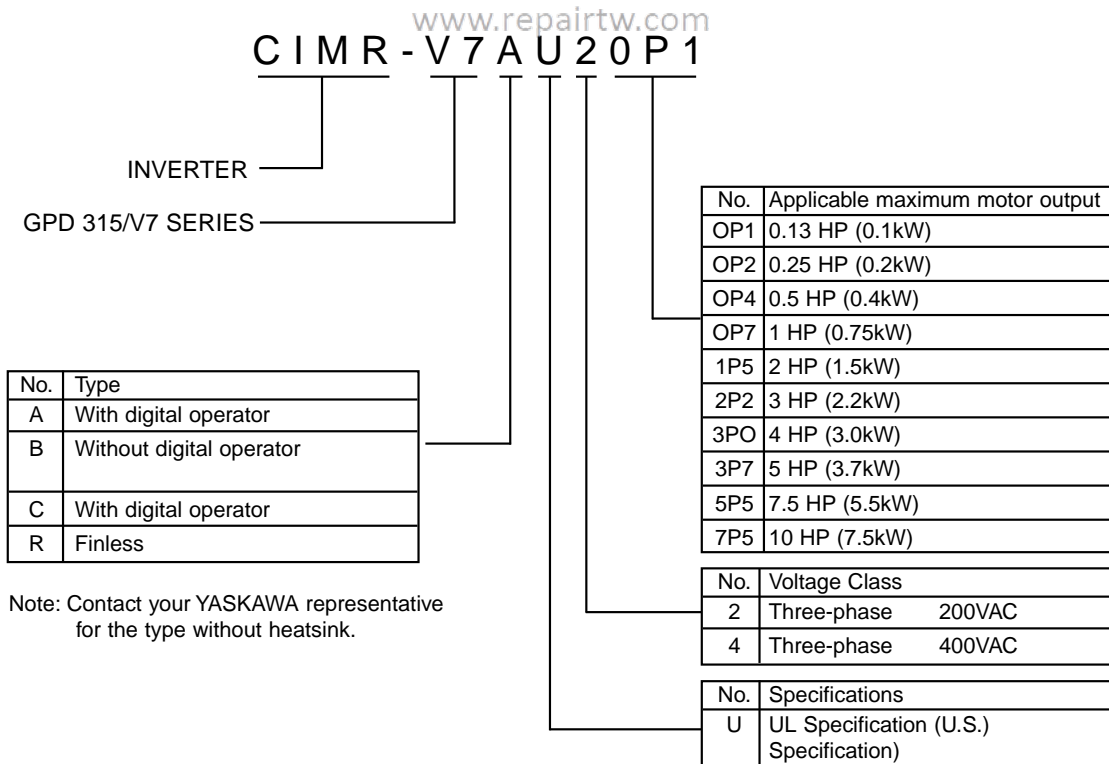 www.repairtw.com
CIMR-V7AU20P1
INVERTER
GPD 315/V7 SERIES
No. Applicable maximum motor output
OP1 0.13 HP (0.1kW)
OP2 0.25 HP (0.2kW)
OP4 0.5 HP (0.4kW)
OP7 1 HP (0.75kW)
1P5 2 HP (1.5kW)
2P2 3 HP (2.2kW)
3PO 4 HP (3.0kW)
3P7 5 HP (3.7kW)
5P5 7.5 HP (5.5kW)
7P5 10 HP (7.5kW)
No. Type
A With digital operator
B Without digital operator
C With digital operator
R Finless
Note: Contact your YASKAWA representative
for the type without heatsink.
No. Voltage Class
2 Three-phase 200VAC
4 Three-phase 400VAC
No. Specifications
U UL Specification (U.S.)
Specification)